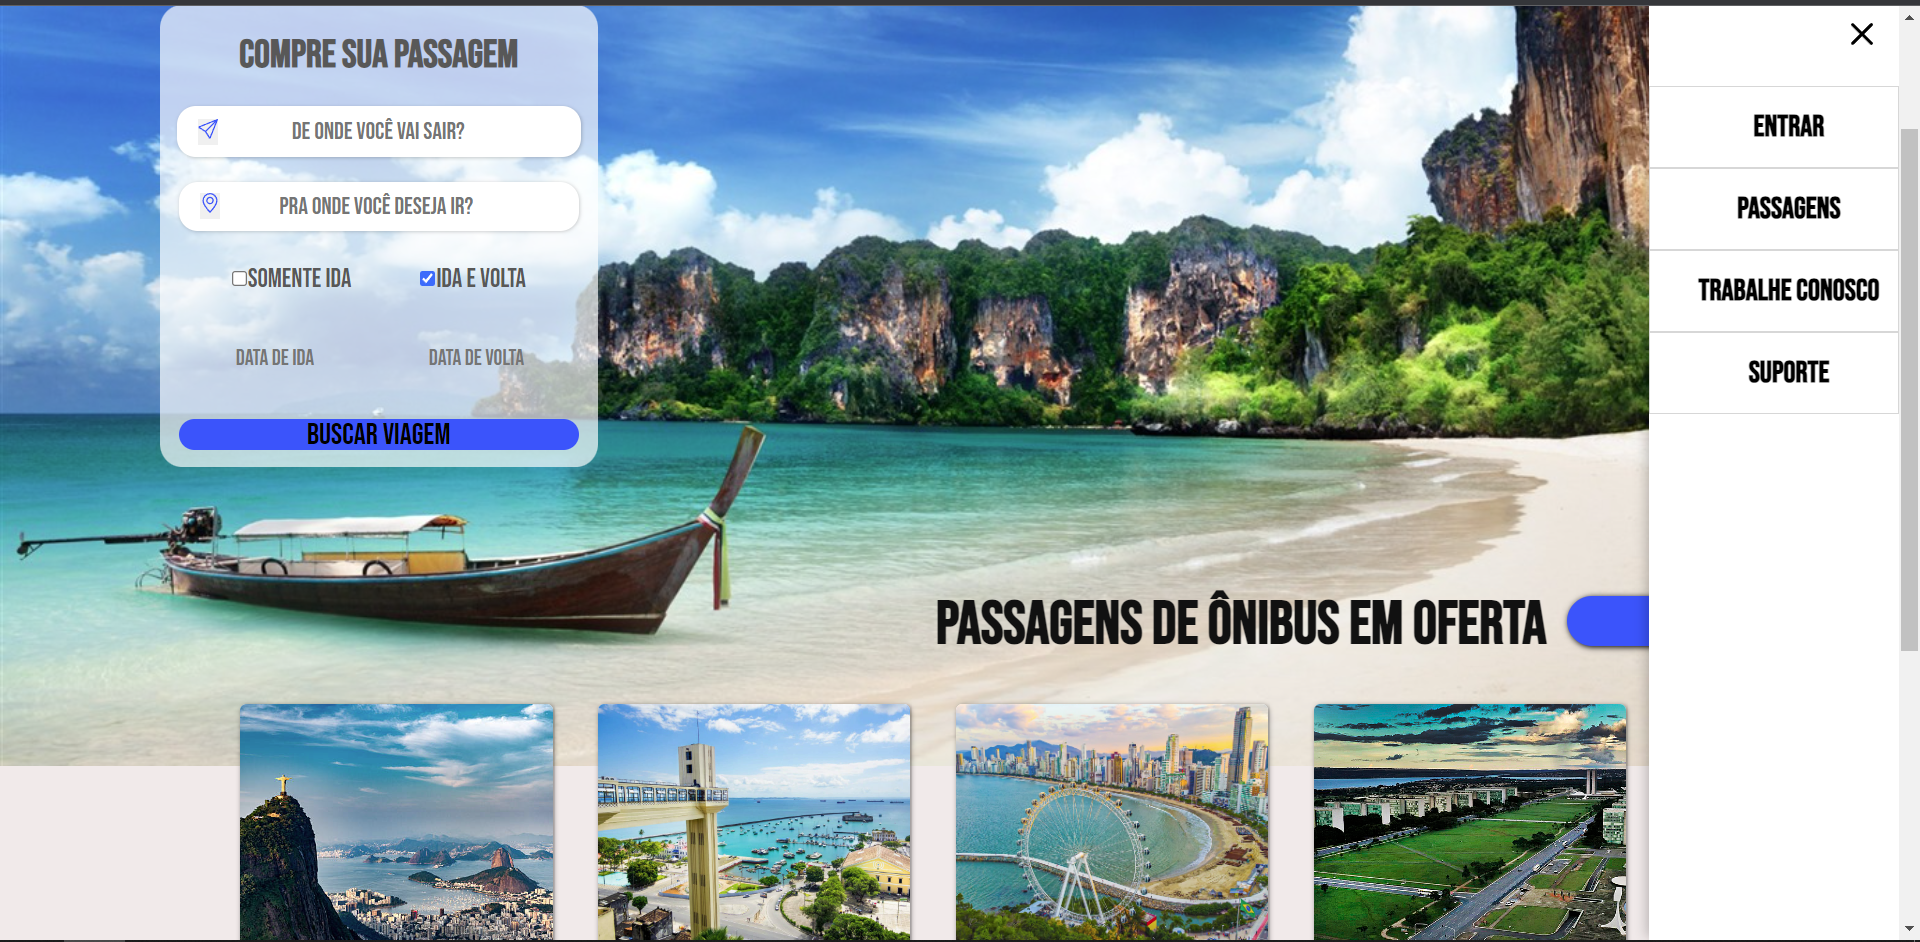 COMPRE SUA PASSAGEM
DE ONDE VOCÊ VAI SAIR?
PRA ONDE VOCÊ DESEJA IR?
SOMENTE IDA
IDA E VOLTA
DATA DE IDA
DATA DE VOLTA
BUSCAR VIAGEM
PASSAGENS DE ÔNIBUS EM OFERTA
ENTRAR
PASSAGENS
TRABALHE CONOSCO
SUPORTE